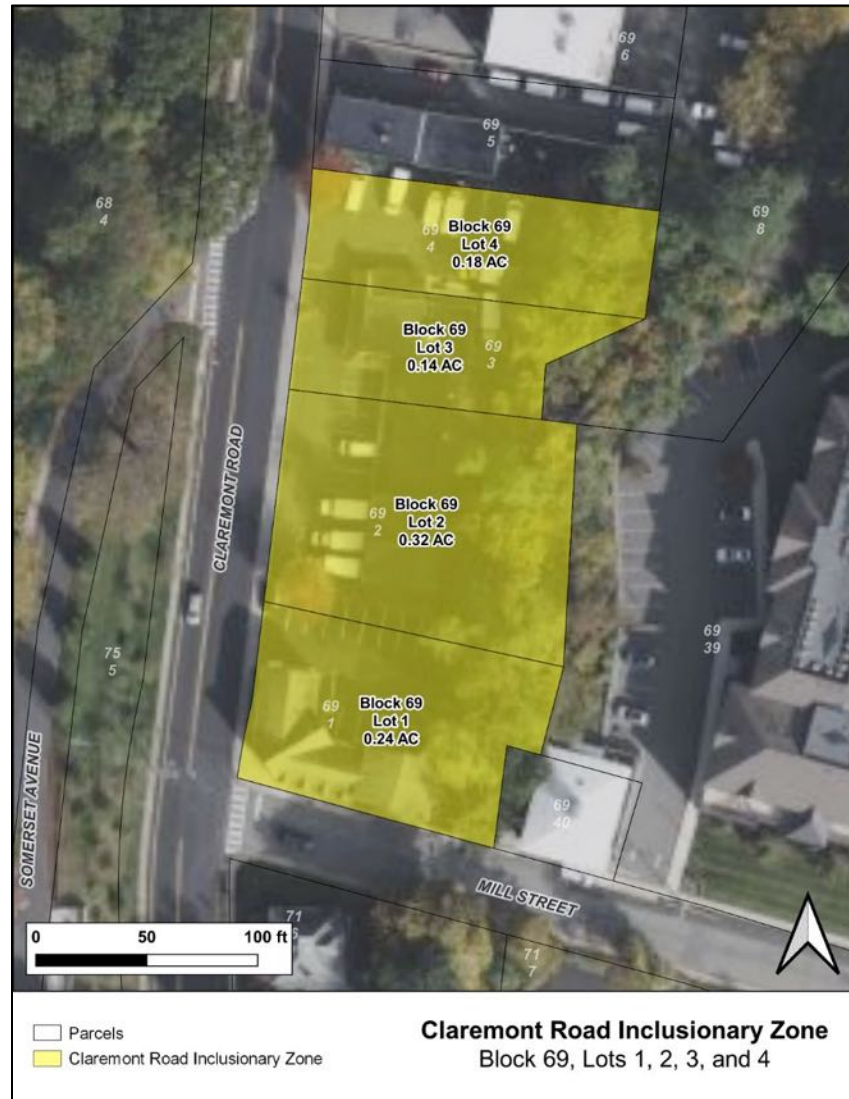 69
6
69
5
68
4
69
8
69
4
Block 69
Lot 4
0.18 AC
Block 69
Lot 3
0.14 AC
69
3
CLAREMONT ROAD
Block 69
Lot 2
0.32 AC
69
2
69
39
75
5
Block 69
Lot 1
0.24 AC
69
1
SOMERSET AVENUE
69
40
MILL STREET
71
6
71
7
0 50 100 ft
Parcels
Claremont Road Inclusionary Zone
Claremont Road Inclusionary Zone
Block 69, Lots 1, 2, 3, and 4